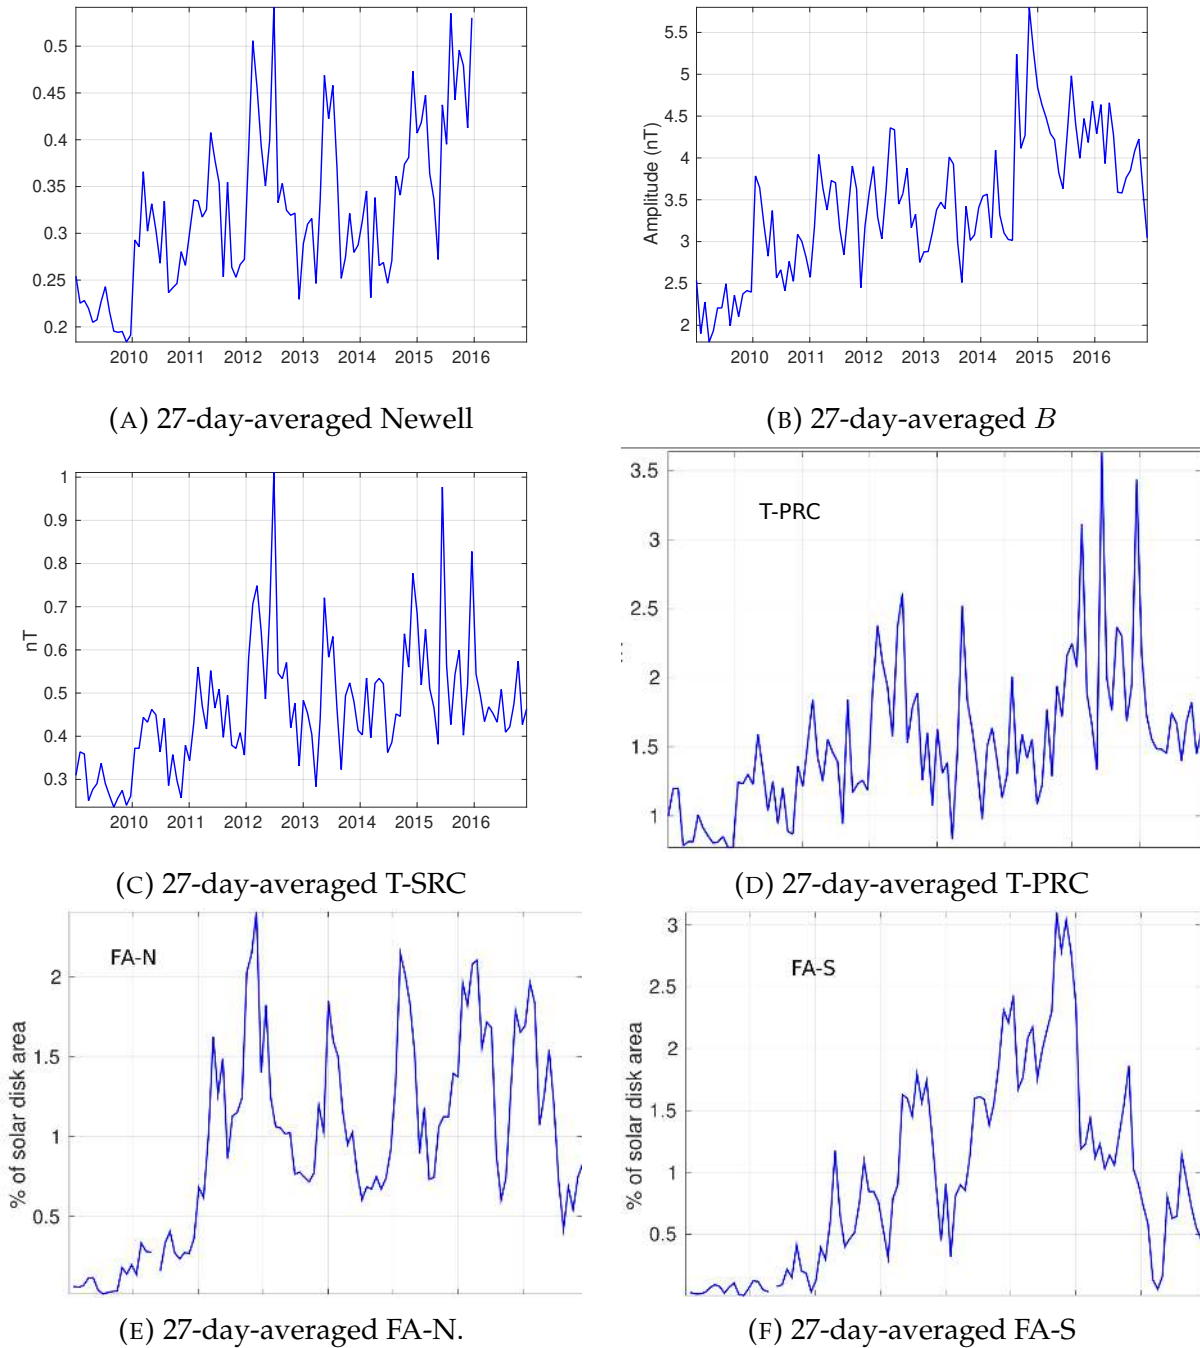 0.5
0.45
0.4
0.35
0.3
0.25
0.2
2010 2011 2012 2013 2014 2015 2016
(A) 27-day-averaged Newell
Amplitude (nT)
5.5
5
4.5
4
3.5
3
2.5
2
2010 2011 2012 2013 2014 2015 2016
(B) 27-day-averaged B
nT
1
0.9
0.8
0.7
0.6
0.5
0.4
0.3
2010 2011 2012 2013 2014 2015 2016
(C) 27-day-averaged T-SRC
T-PRC
3.5
3
2.5
2
1.5
1
(D) 27-day-averaged T-PRC
FA-N
% of solar disk area
2
1.5
1
0.5
(E) 27-day-averaged FA-N.
FA-S
% of solar disk area
3
2.5
2
1.5
1
0.5
(F) 27-day-averaged FA-S